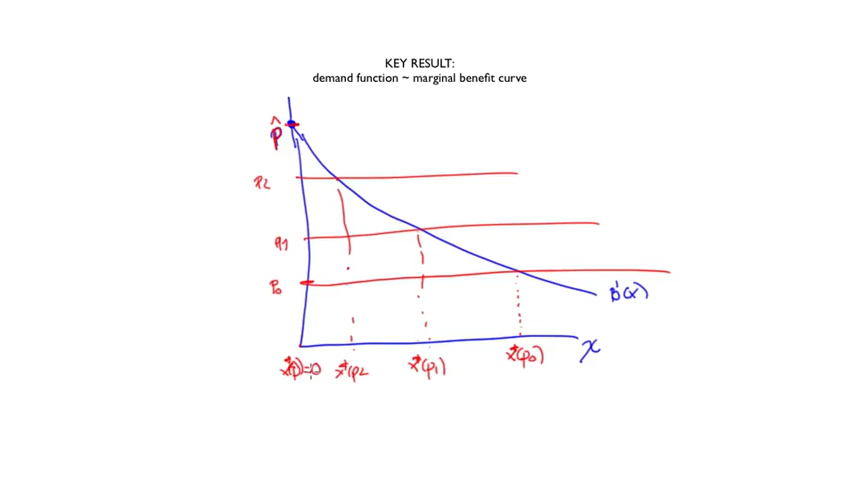 KEY RESULT:
demand function ~ marginal benefit curve
p̂
p2
p1
p0
B'(x)
x
x*(p̂)=0
x*(p2
x*(p1)
x*(p0)